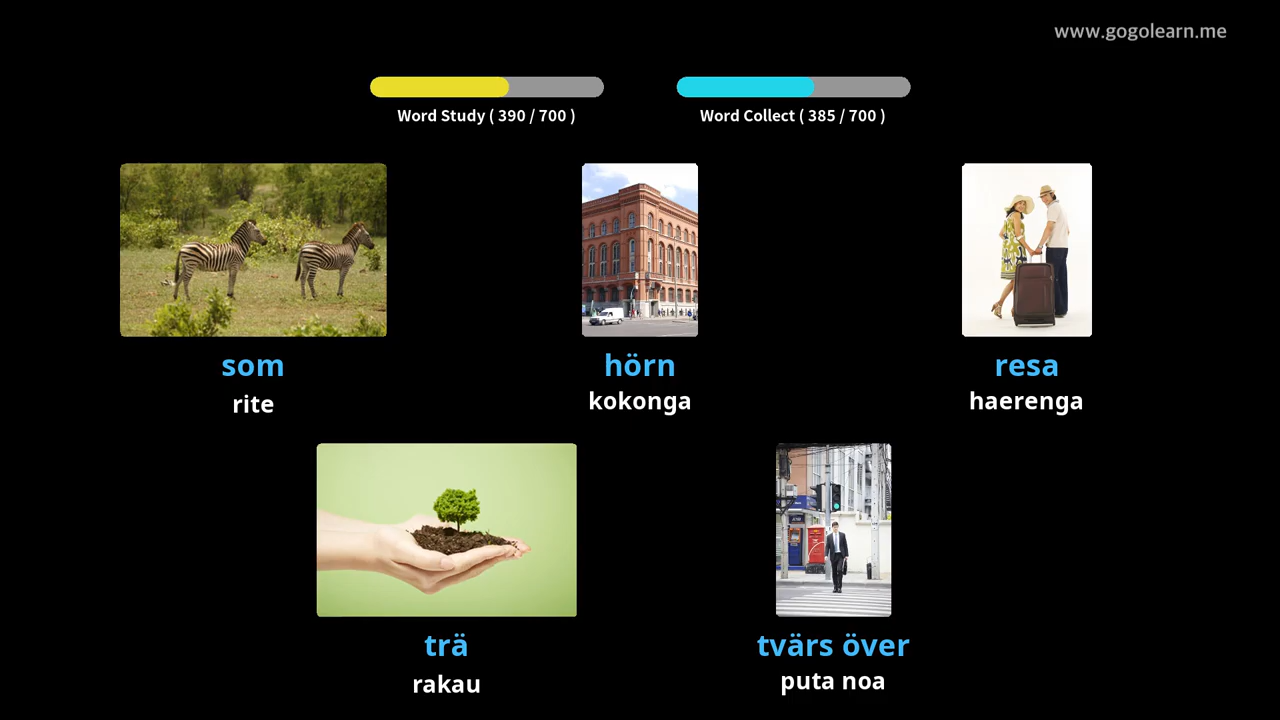 www.gogolearn.me
Word Study ( 390 / 700 )
Word Collect ( 385 / 700 )
som
rite
hörn
kokonga
resa
haerenga
trä
rakau
tvärs över
puta noa